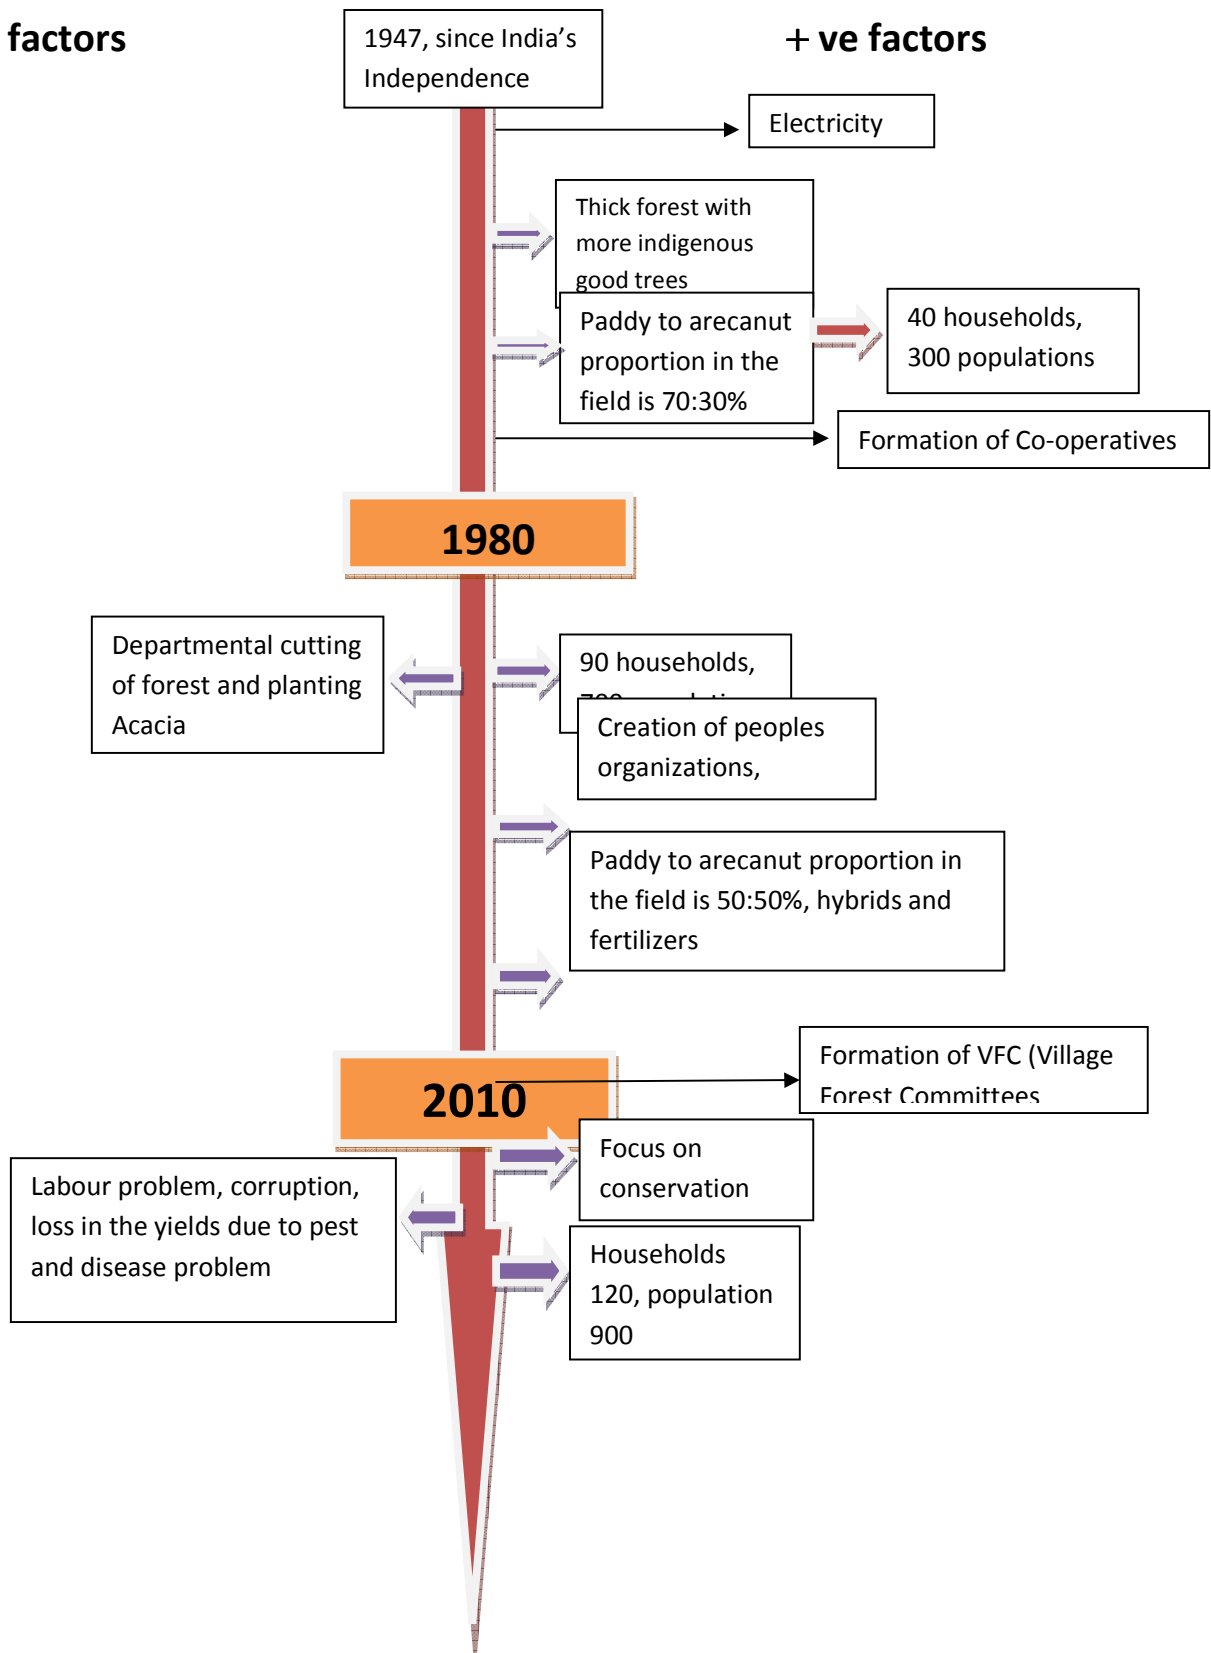 factors
+ ve factors
1947, since India's
Independence
Electricity
Thick forest with
more indigenous
good trees
Paddy to arecanut
proportion in the
field is 70:30%
40 households,
300 populations
Formation of Co-operatives
1980
Departmental cutting
of forest and planting
Acacia
90 households,
Creation of peoples
organizations,
Paddy to arecanut proportion in
the field is 50:50%, hybrids and
fertilizers
2010
Formation of VFC (Village
Forest Committees
Focus on
conservation
Labour problem, corruption,
loss in the yields due to pest
and disease problem
Households
120, population
900